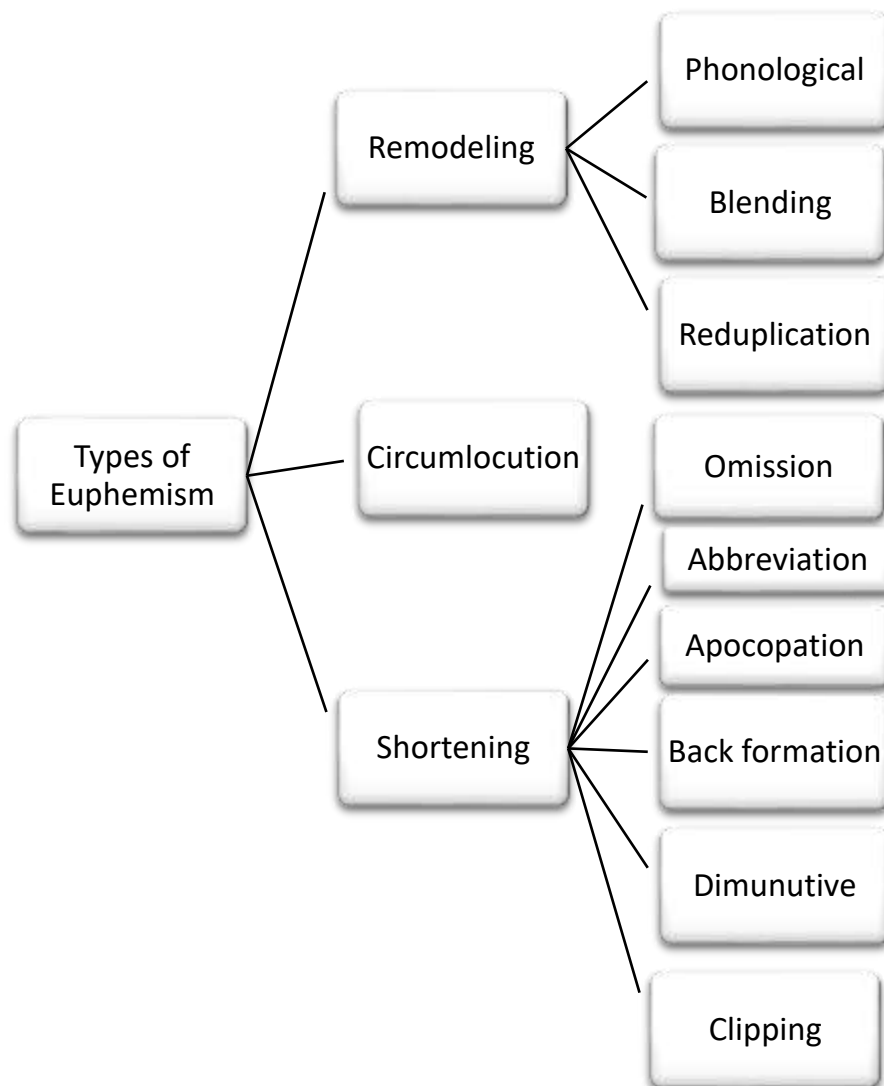 Types of
Euphemism
Remodeling
Phonological
Blending
Reduplication
Circumlocution
Shortening
Omission
Abbreviation
Apocopation
Back formation
Dimunutive
Clipping